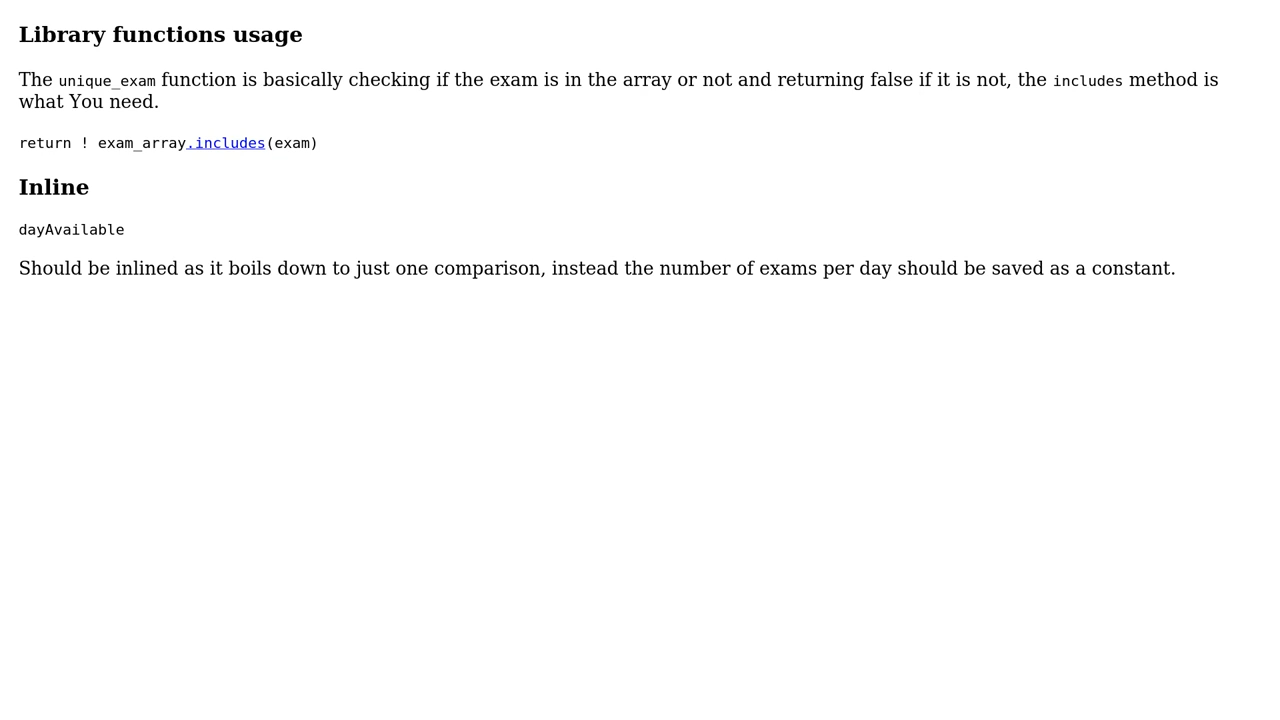 Library functions usage
The unique_exam function is basically checking if the exam is in the array or not and returning false if it is not, the includes method is
what You need.
return ! exam_array.includes(exam)
Inline
dayAvailable
Should be inlined as it boils down to just one comparison, instead the number of exams per day should be saved as a constant.